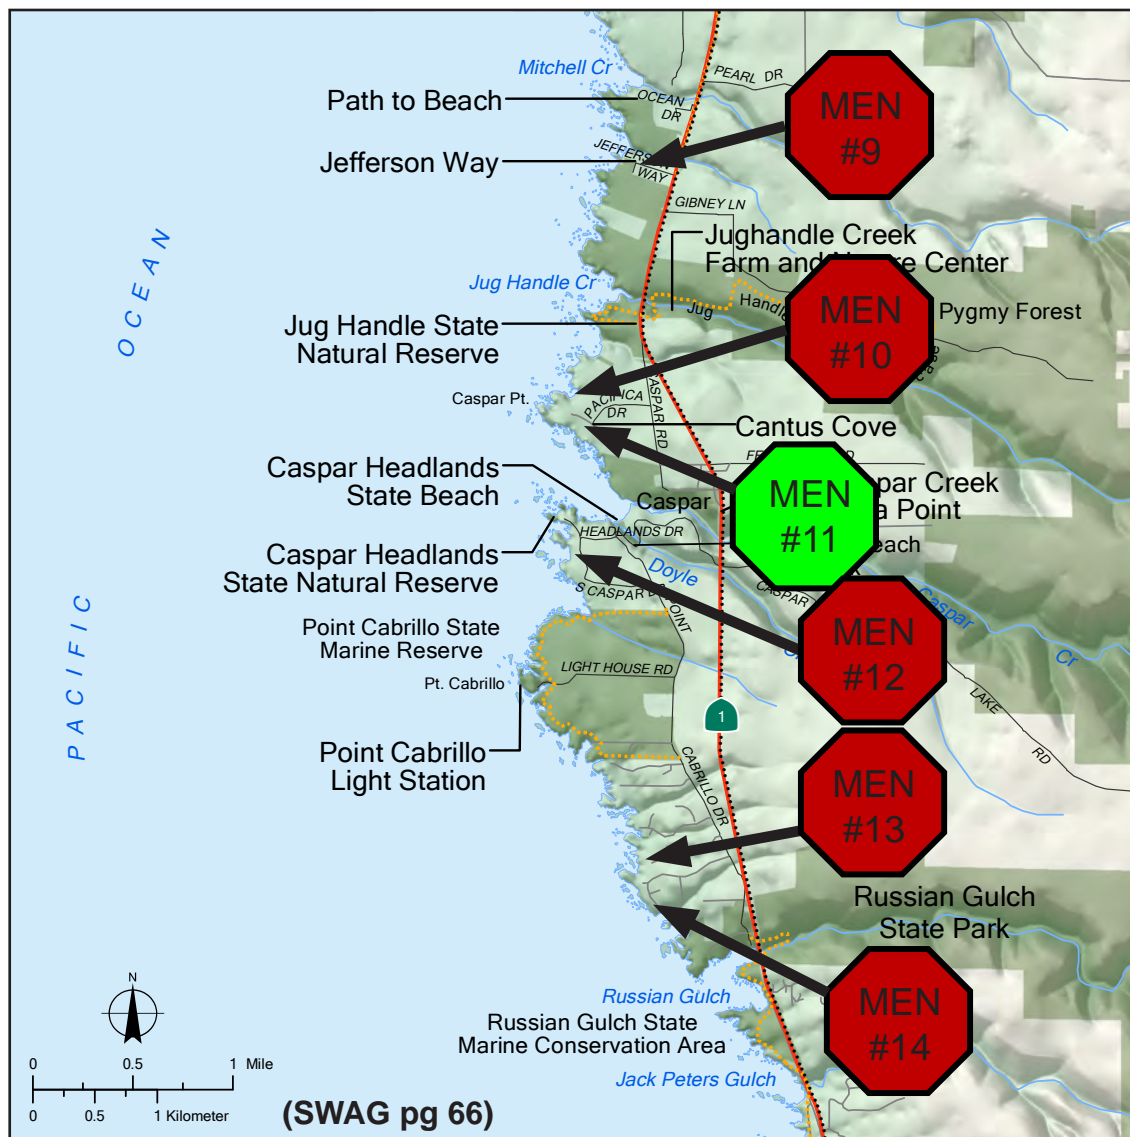 Mitchell Cr
PEARL DR
Path to Beach
OCEAN
DR
MEN
#9
JEFFERSON
WAY
Jefferson Way
GIBNEY LN
Jughandle Creek
Farm and Nature Center
OCEAN
Jug Handle Cr
Jug Handle
MEN
#10
Pygmy Forest
Jug Handle State
Natural Reserve
Caspar Pt.
PACIFICA
DR
CASPAR RD
Cantus Cove
Caspar Headlands
State Beach
Caspar
MEN
#11
par Creek
a Point
each
HEADLANDS DR
Caspar Headlands
State Natural Reserve
Doyle
S CASPAR DR
POINT
CASPAR
Caspar
Cr
MEN
#12
PACIFIC
Point Cabrillo State
Marine Reserve
LIGHT HOUSE RD
Pt. Cabrillo
LAKE
RD
1
Point Cabrillo
Light Station
CABRILLO DR
MEN
#13
Russian Gulch
State Park
N
Russian Gulch
Russian Gulch State
Marine Conservation Area
MEN
#14
Jack Peters Gulch
0 0.5 1 Mile
0 0.5 1 Kilometer
(SWAG pg 66)